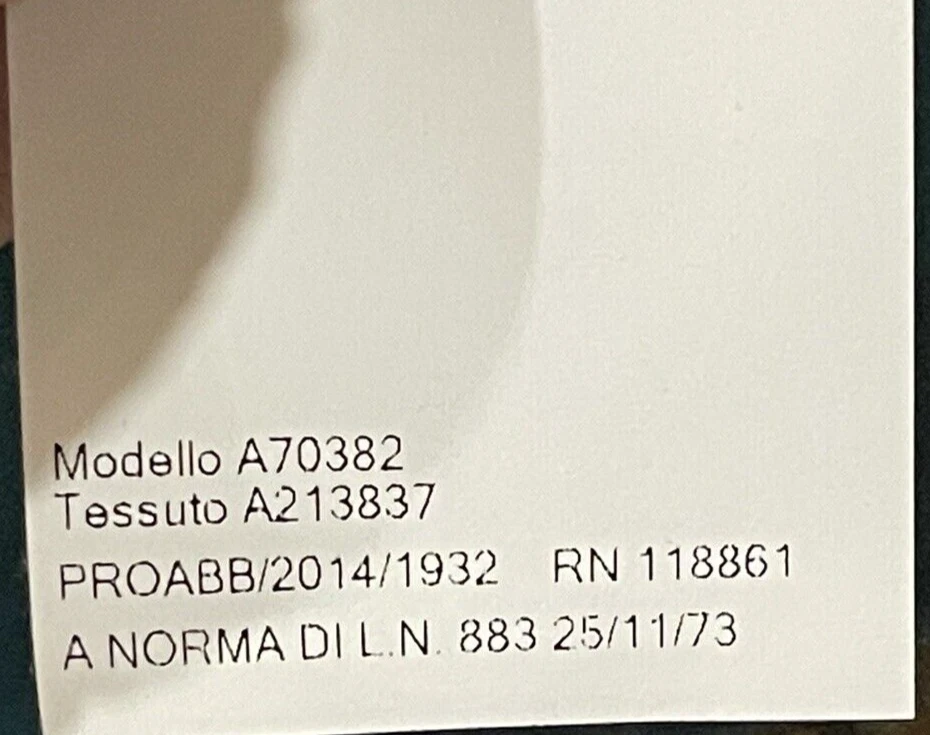 Modello A70382
Tessuto A213837
PROABB/2014/1932 RN 118861
A NORMA DI L.N. 883 25/11/73